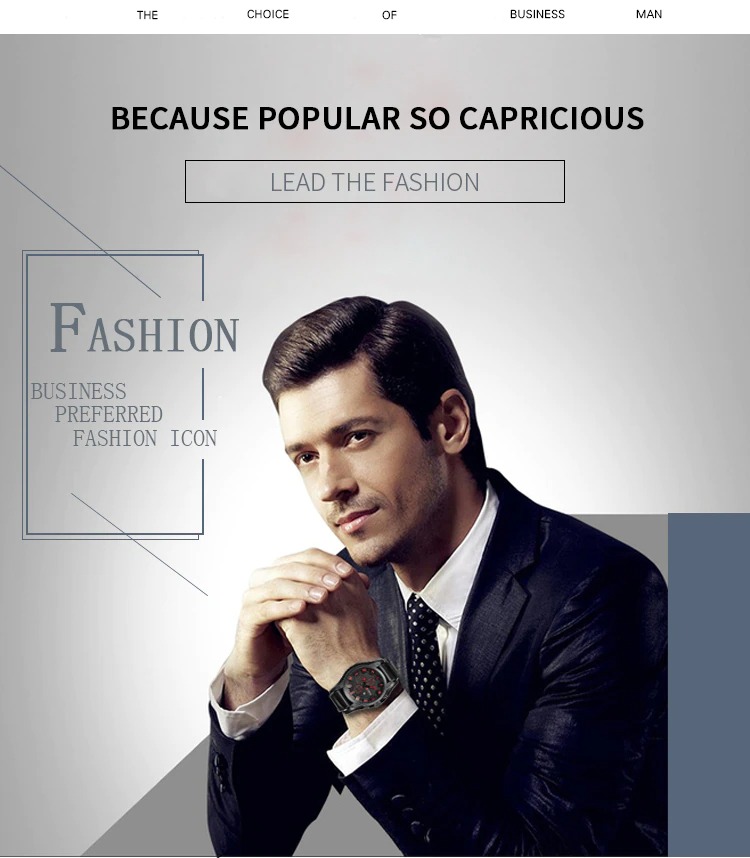 THE CHOICE OF BUSINESS MAN
BECAUSE POPULAR SO CAPRICIOUS
LEAD THE FASHION
FASHION
BUSINESS
PREFERRED
FASHION ICON